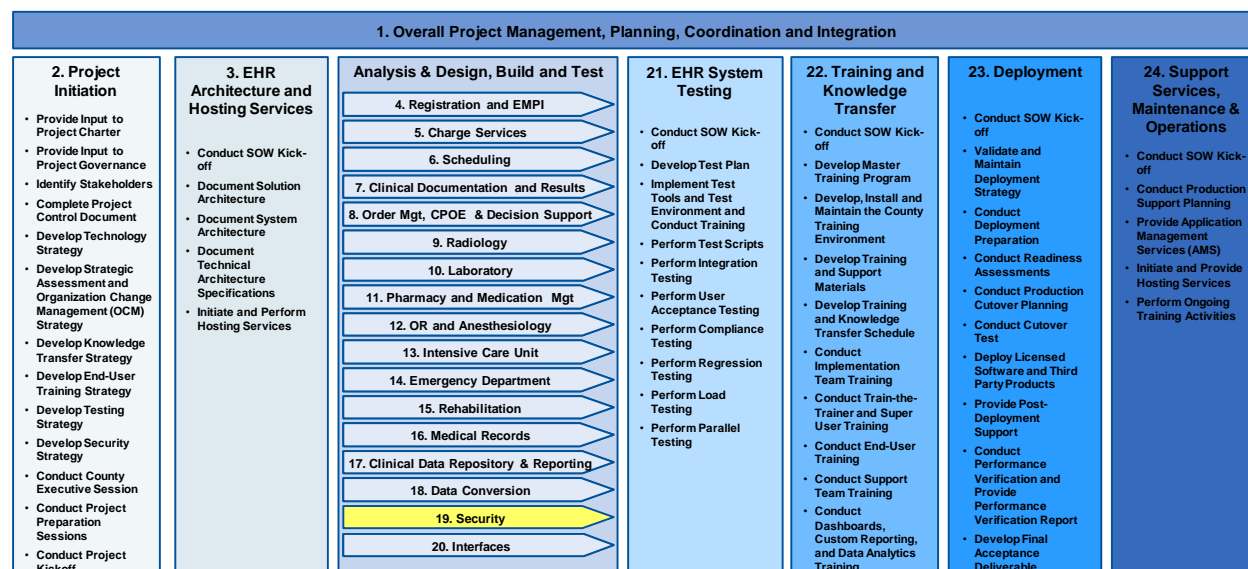 1. Overall Project Management, Planning, Coordination and Integration
2. Project
Initiation
• Provide Input to
Project Charter
• Provide Input to
Project Governance
• Identify Stakeholders
• Complete Project
Control Document
• Develop Technology
Strategy
• Develop Strategic
Assessment and
Organization Change
Management (OCM)
Strategy
• Develop Knowledge
Transfer Strategy
• Develop End-User
Training Strategy
• Develop Testing
Strategy
• Develop Security
Strategy
• Conduct County
Executive Session
• Conduct Project
Preparation
Sessions
• Conduct Project
Kickoff
3. EHR
Architecture and
Hosting Services
• Conduct SOW Kick-
off
• Document Solution
Architecture
• Document System
Architecture
• Document
Technical
Architecture
Specifications
• Initiate and Perform
Hosting Services
Analysis & Design, Build and Test
4. Registration and EMPI
5. Charge Services
6. Scheduling
7. Clinical Documentation and Results
8. Order Mgt, CPOE & Decision Support
9. Radiology
10. Laboratory
11. Pharmacy and Medication Mgt
12. OR and Anesthesiology
13. Intensive Care Unit
14. Emergency Department
15. Rehabilitation
16. Medical Records
17. Clinical Data Repository & Reporting
18. Data Conversion
19. Security
20. Interfaces
21. EHR System
Testing
• Conduct SOW Kick-
off
• Develop Test Plan
• Implement Test
Tools and Test
Environment and
Conduct Training
• Perform Test Scripts
• Perform Integration
Testing
• Perform User
Acceptance Testing
• Perform Compliance
Testing
• Perform Regression
Testing
• Perform Load
Testing
• Perform Parallel
Testing
22. Training and
Knowledge
Transfer
• Conduct SOW Kick-
off
• Develop Master
Training Program
• Develop, Install and
Maintain the County
Training
Environment
• Develop Training
and Support
Materials
• Develop Training
and Knowledge
Transfer Schedule
• Conduct
Implementation
Team Training
• Conduct Train-the-
Trainer and Super
User Training
• Conduct End-User
Training
• Conduct Support
Team Training
• Conduct
Dashboards,
Custom Reporting,
and Data Analytics
Training
23. Deployment
• Conduct SOW Kick-
off
• Validate and
Maintain
Deployment
Strategy
• Conduct
Deployment
Preparation
• Conduct Readiness
Assessments
• Conduct Production
Cutover Planning
• Conduct Cutover
Test
• Deploy Licensed
Software and Third
Party Products
• Provide Post-
Deployment
Support
• Conduct
Performance
Verification and
Provide
Performance
Verification Report
• Develop Final
Acceptance
Deliverable
24. Support
Services,
Maintenance &
Operations
• Conduct SOW Kick-
off
• Conduct Production
Support Planning
• Provide Application
Management
Services (AMS)
• Initiate and Provide
Hosting Services
• Perform Ongoing
Training Activities